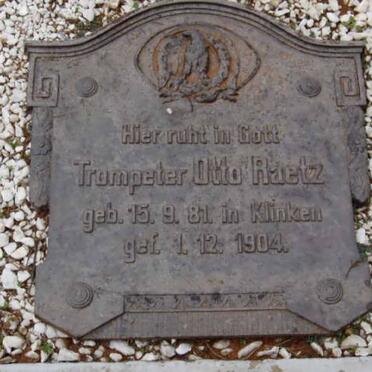 Hier ruht in Gott
Trompeter Otto Raetz
geb. 15. 9. 81. in Klinken
gef. 1. 12. 1904.